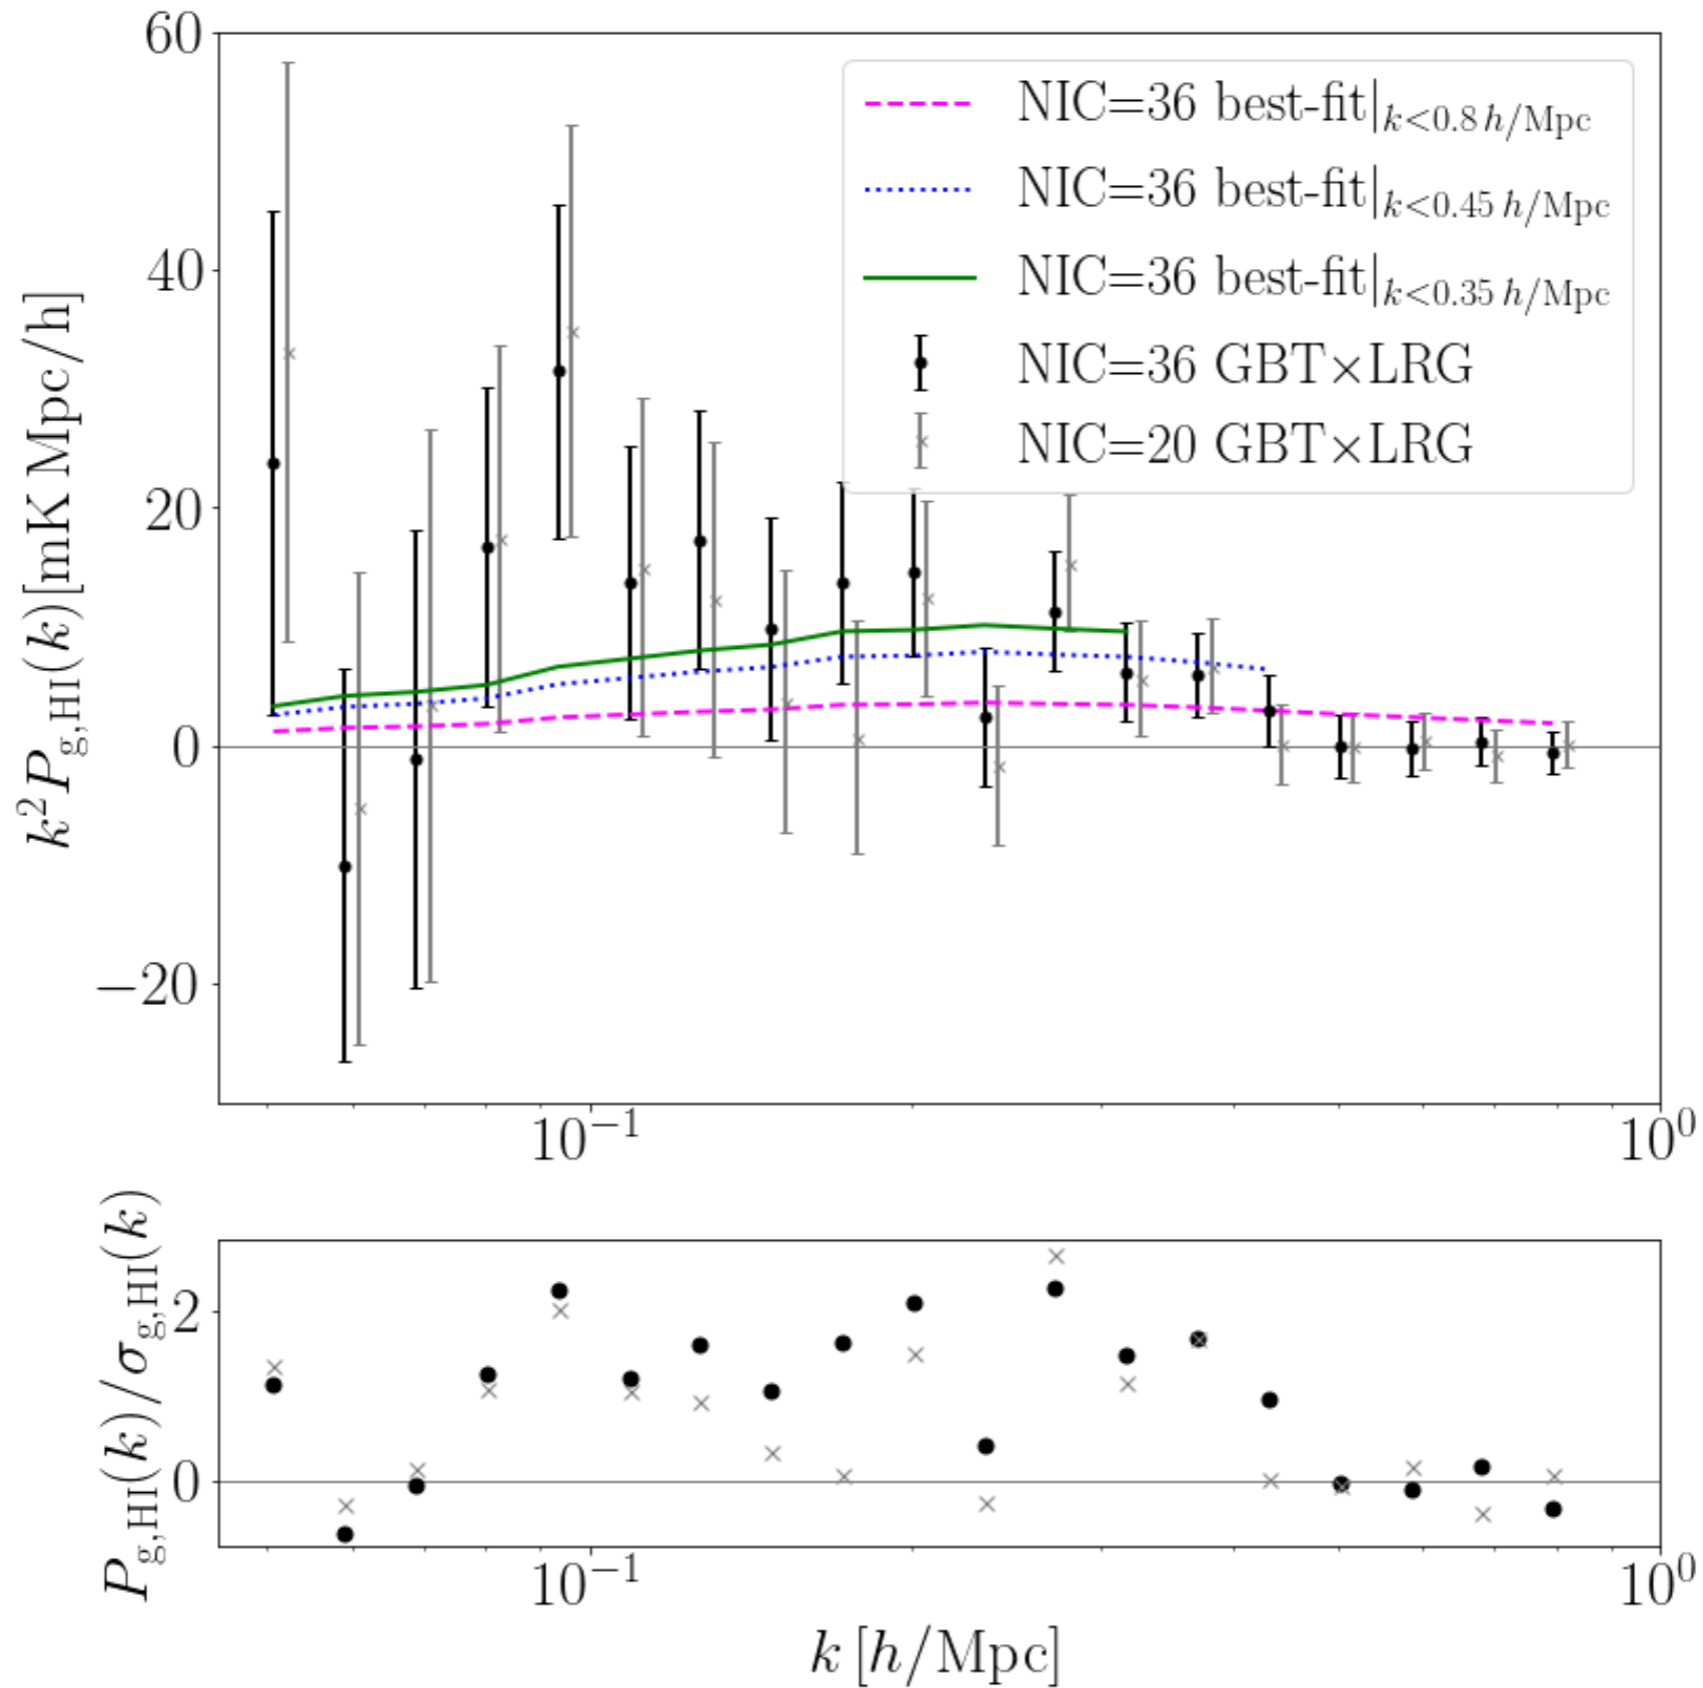 60
40
20
0
−20
k²P_g,HI(k)[mK Mpc/h]
NIC=36 best-fit|_k<0.8 h/Mpc
NIC=36 best-fit|_k<0.45 h/Mpc
NIC=36 best-fit|_k<0.35 h/Mpc
NIC=36 GBT×LRG
NIC=20 GBT×LRG
10⁻¹
10⁰
P_g,HI(k)/σ_g,HI(k)
2
0
10⁻¹
10⁰
k [h/Mpc]